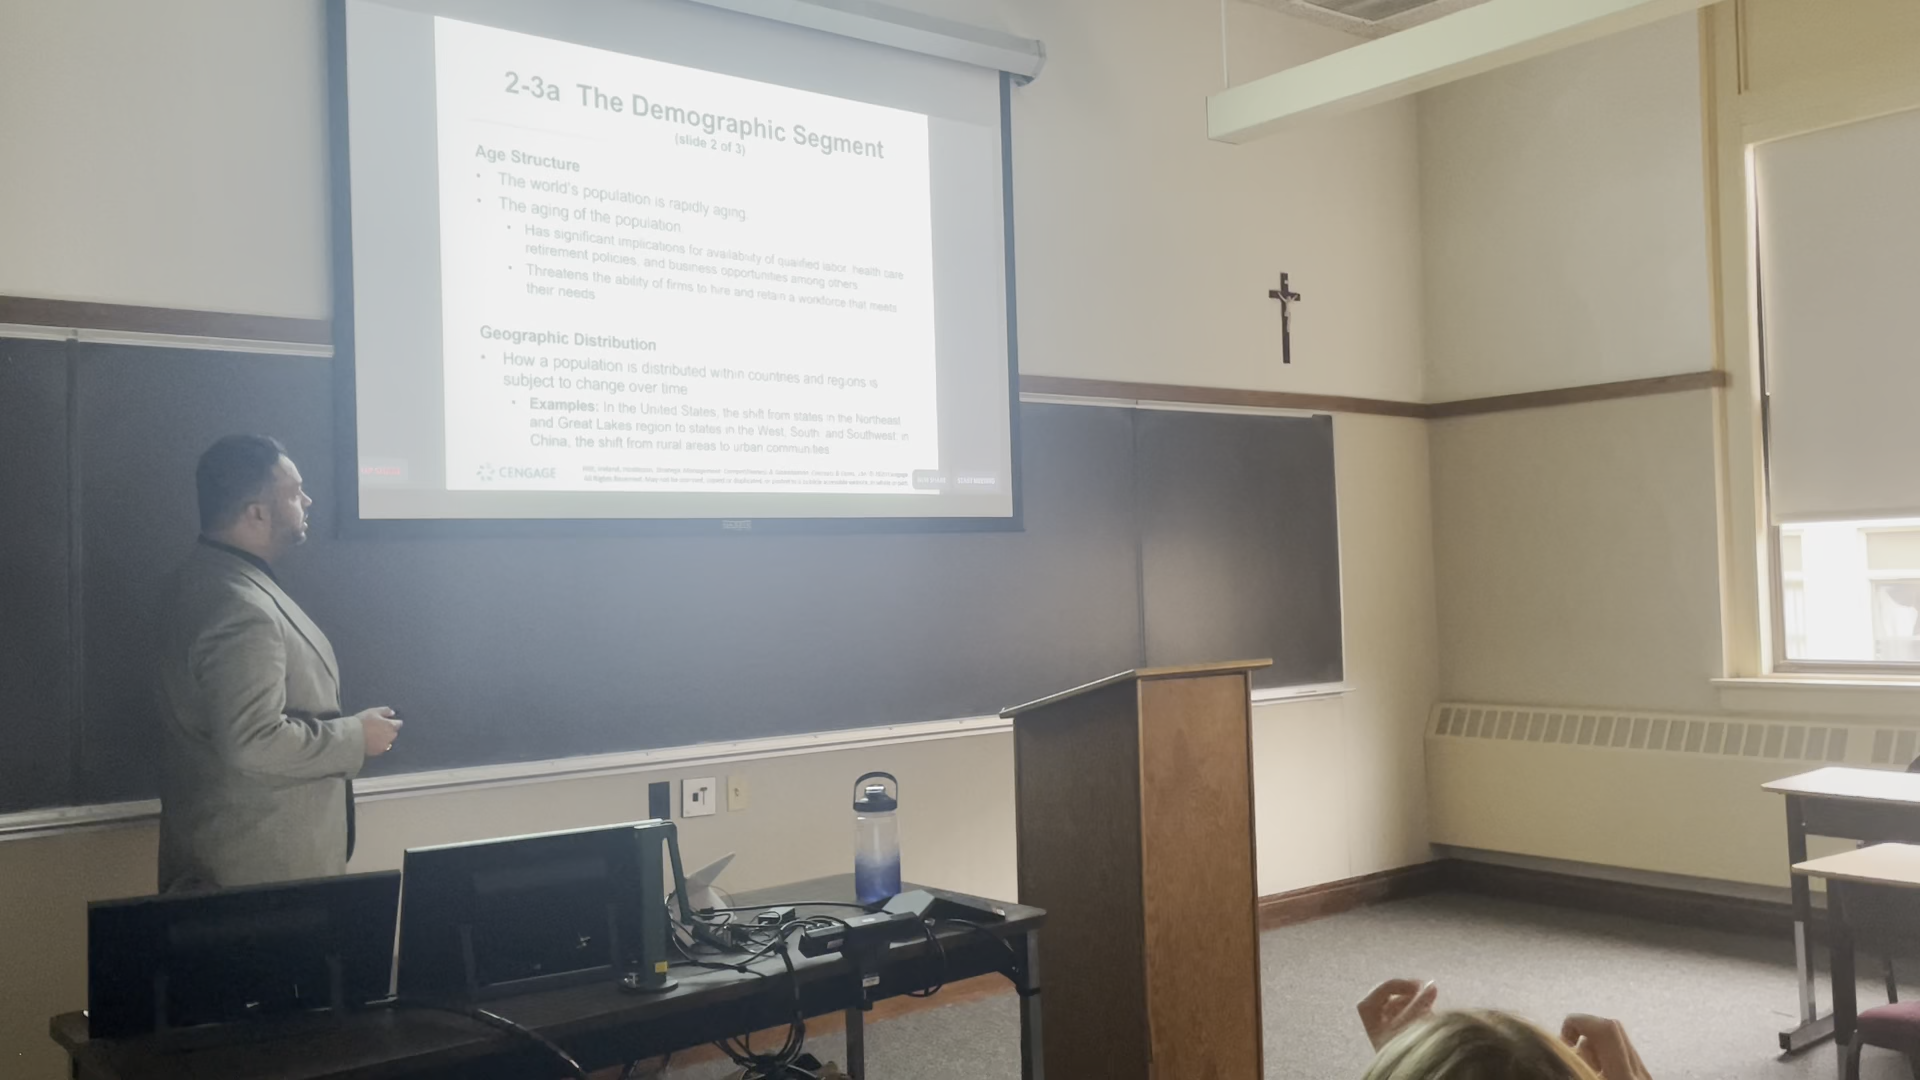 2-3a The Demographic Segment
(slide 2 of 3)
Age Structure
• The world's population is rapidly aging.
• The aging of the population
• Has significant implications for availability of qualified labor, health care
retirement policies, and business opportunities among others
• Threatens the ability of firms to hire and retain a workforce that meets
their needs
Geographic Distribution
• How a population is distributed within countries and regions is
subject to change over time
• Examples: In the United States, the shift from states in the Northeast
and Great Lakes region to states in the West, South, and Southwest; in
China, the shift from rural areas to urban communities
CENGAGE